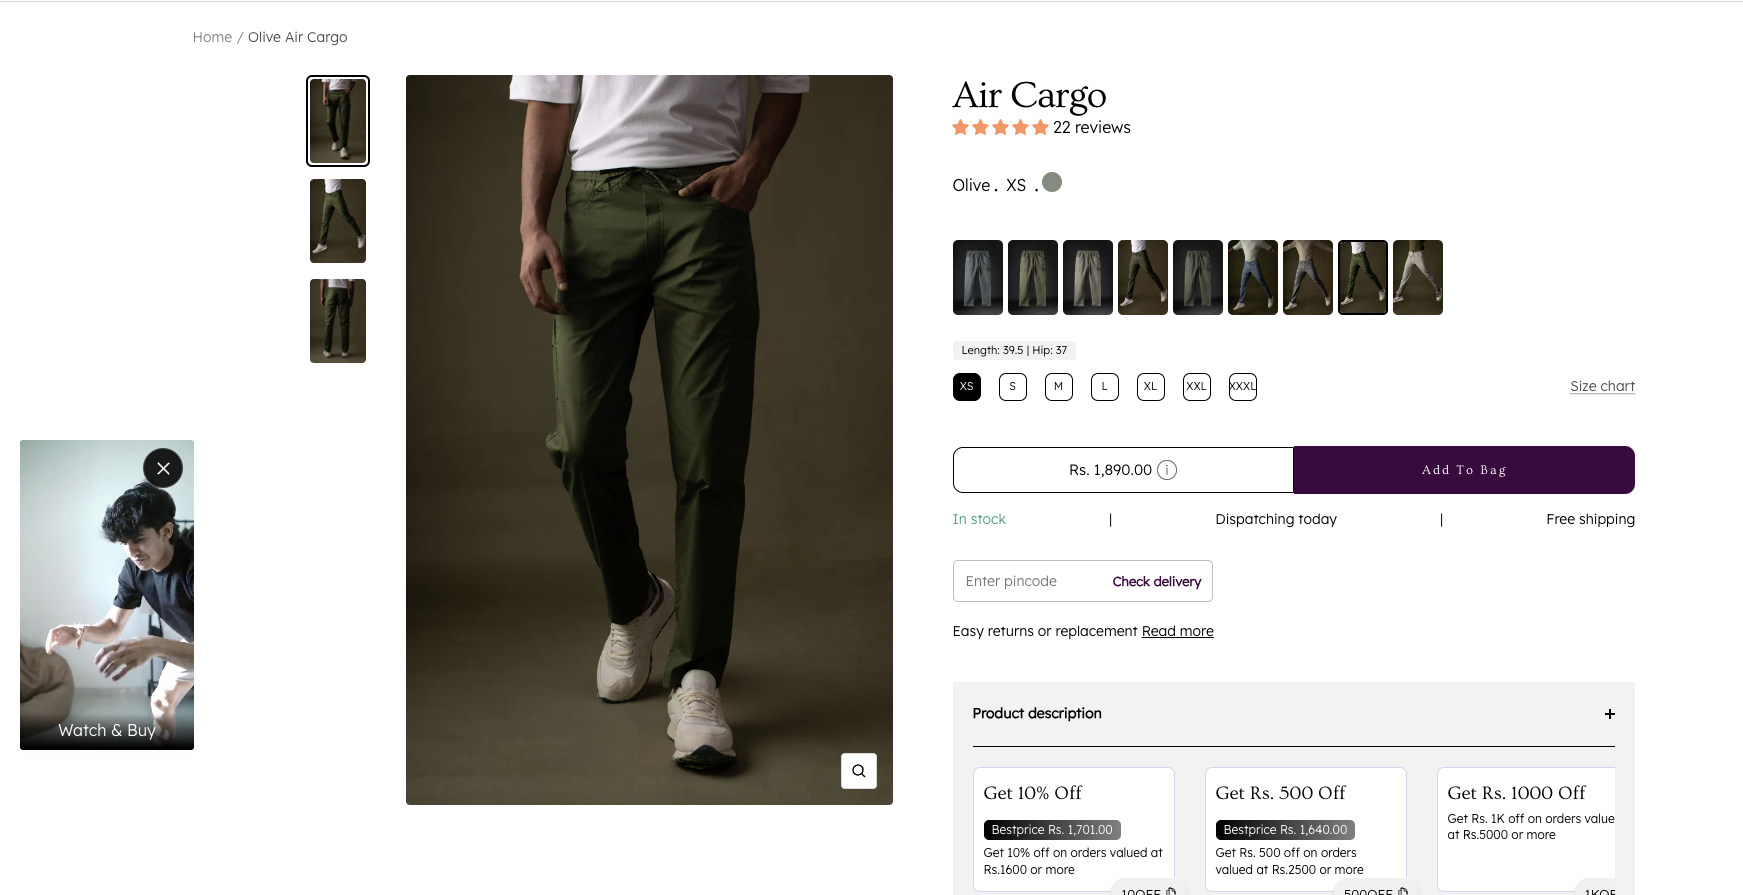 Home / Olive Air Cargo
Air Cargo
22 reviews
Olive . XS .
Length: 39.5 | Hip: 37
XS S M L XL XXL XXXL
Size chart
Rs. 1,890.00
Add To Bag
In stock | Dispatching today | Free shipping
Enter pincode
Check delivery
Easy returns or replacement Read more
Watch & Buy
Product description
Get 10% Off
Bestprice Rs. 1,701.00
Get 10% off on orders valued at
Rs.1600 or more
10OFF
Get Rs. 500 Off
Bestprice Rs. 1,640.00
Get Rs. 500 off on orders
valued at Rs.2500 or more
500OFF
Get Rs. 1000 Off
Get Rs. 1K off on orders value
at Rs.5000 or more